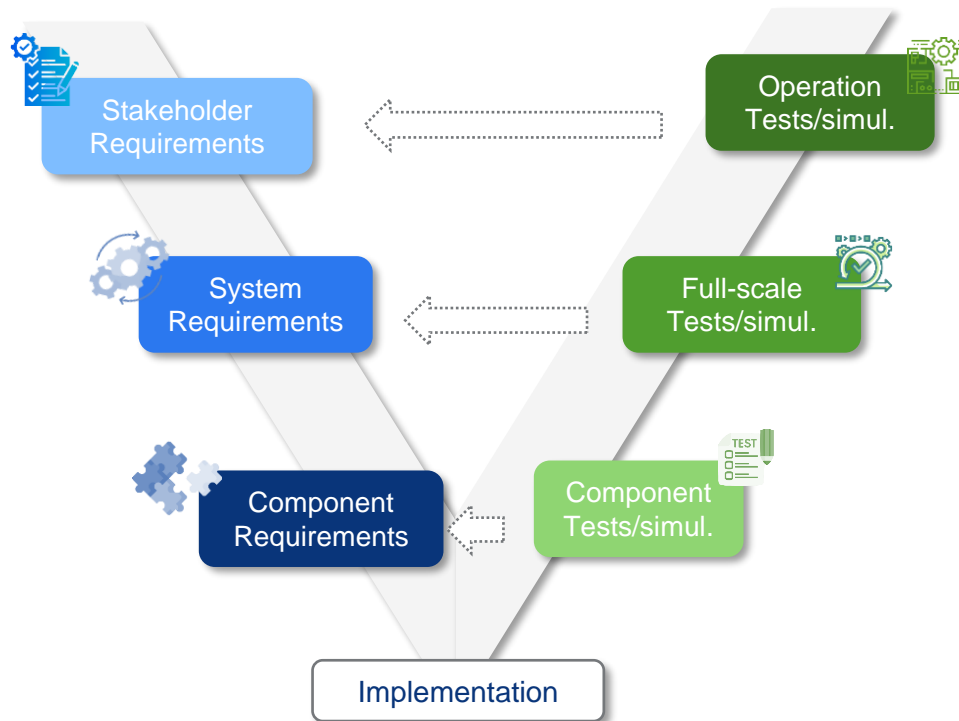 Stakeholder
Requirements
Operation
Tests/simul.
System
Requirements
Full-scale
Tests/simul.
TEST
Component
Requirements
Component
Tests/simul.
Implementation